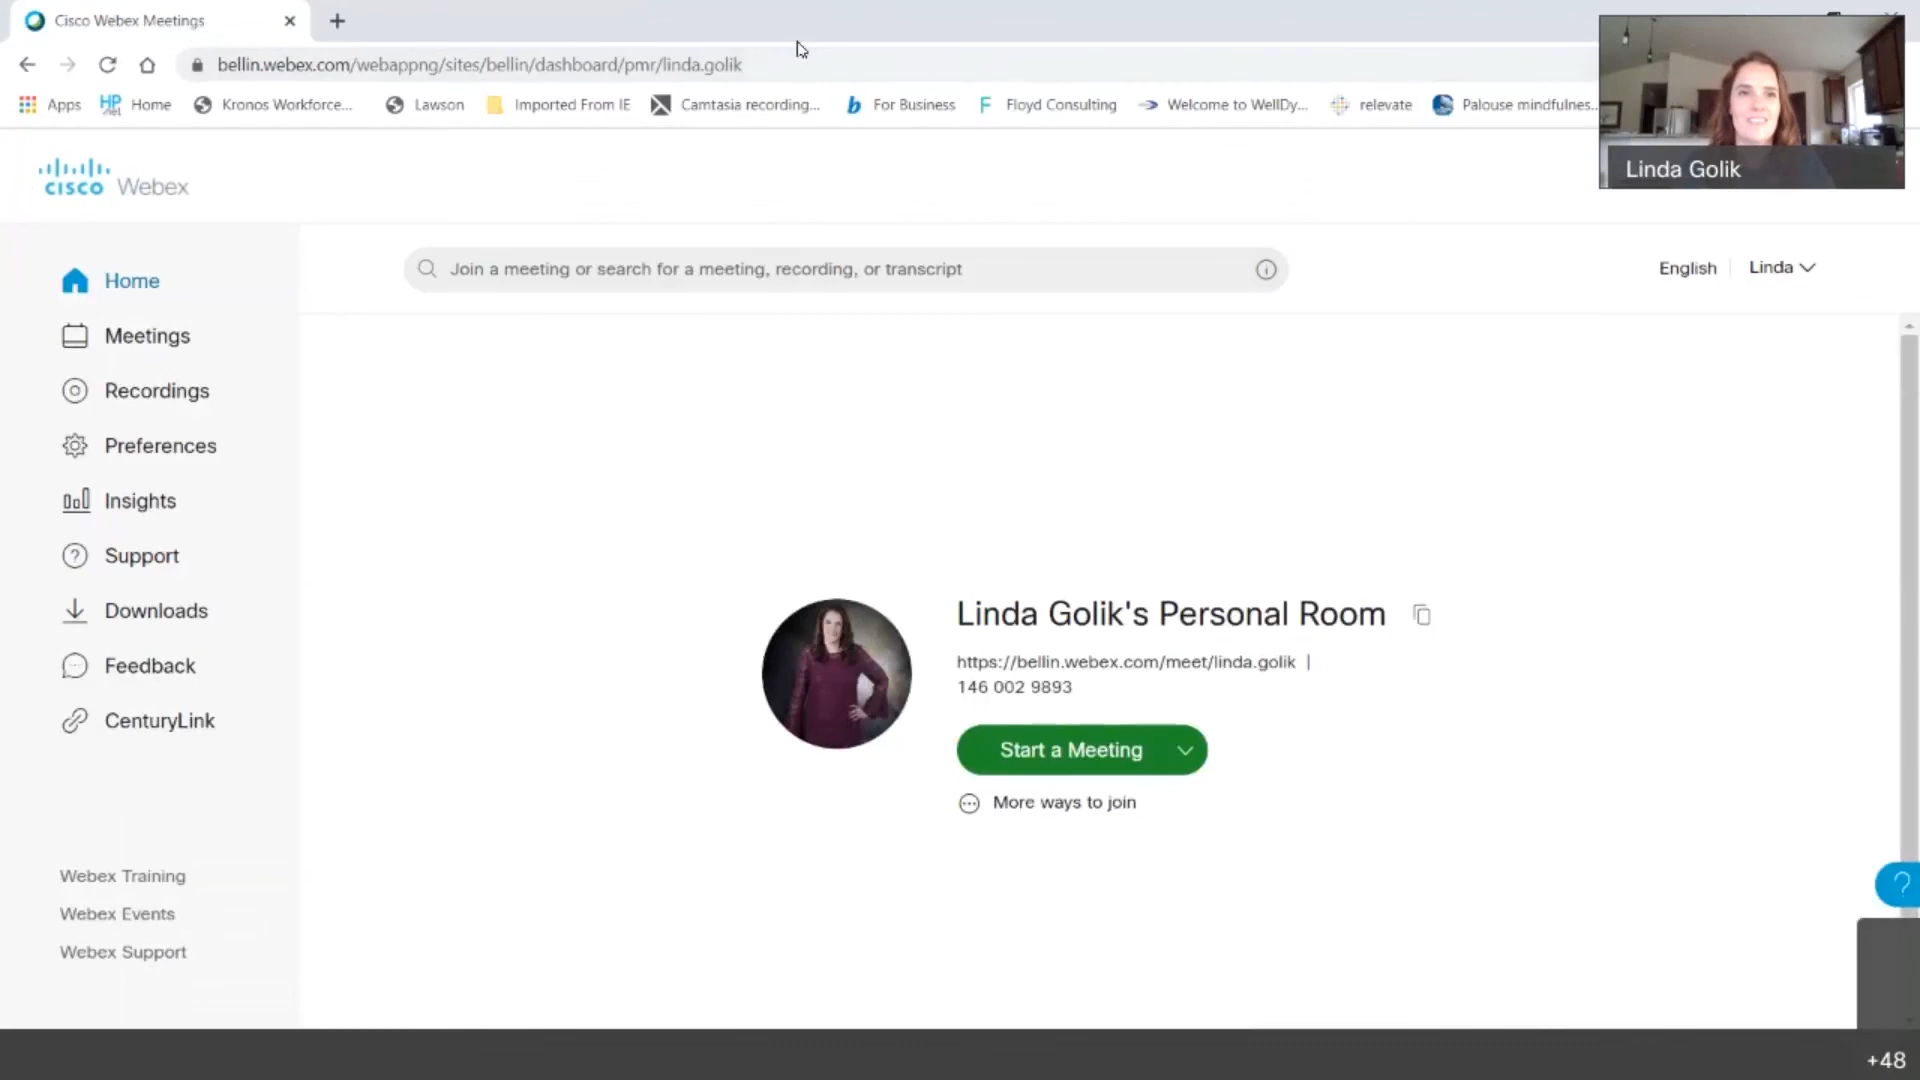 Cisco Webex Meetings
bellin.webex.com/webappng/sites/bellin/dashboard/pmr/linda.golik
Apps HP.net Home Kronos Workforce... Lawson Imported From IE Camtasia recording... b For Business F Floyd Consulting Welcome to WellDy... relevate Palouse mindfulnes...
Linda Golik
CISCO Webex
Join a meeting or search for a meeting, recording, or transcript
English Linda
Home
Meetings
Recordings
Preferences
Insights
Support
Downloads
Feedback
CenturyLink
Linda Golik's Personal Room
https://bellin.webex.com/meet/linda.golik |
146 002 9893
Start a Meeting
More ways to join
Webex Training
Webex Events
Webex Support
?
+48